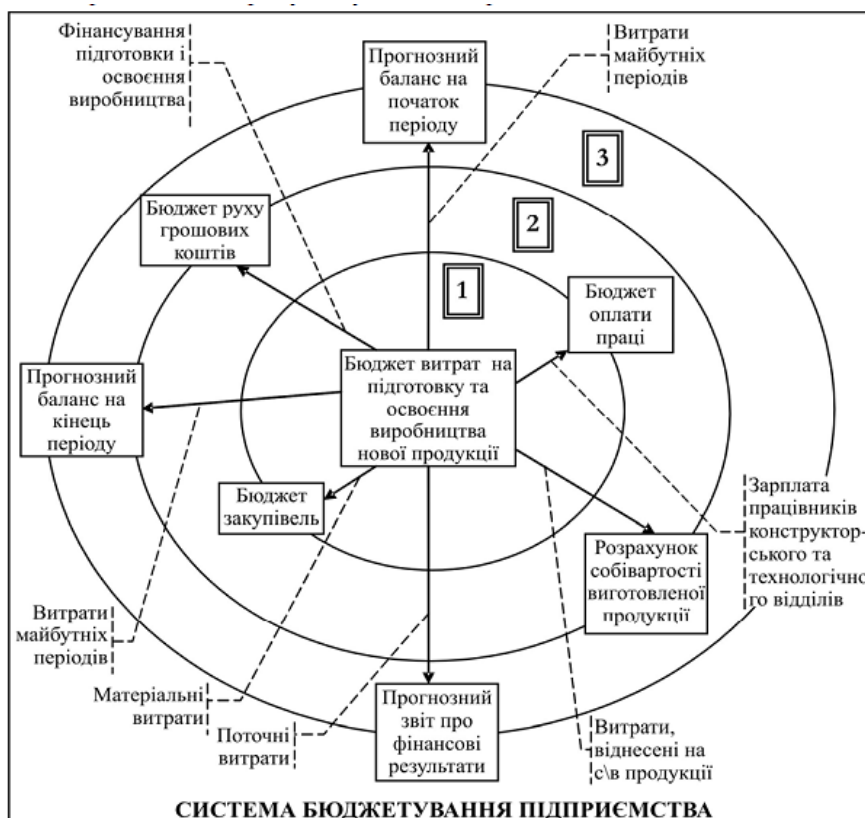 Фінансування
підготовки і
освоєння
виробництва
Прогнозний
баланс на
початок
періоду
Витрати
майбутніх
періодів
3
Бюджет руху
грошових
коштів
2
1
Бюджет
оплати
праці
Прогнозний
баланс на
кінець
періоду
Бюджет витрат на
підготовку та
освоєння
виробництва
нової продукції
Бюджет
закупівель
Зарплата
працівників
конструктор-
ського та
технологічно
го відділів
Розрахунок
собівартості
виготовленої
продукції
Витрати
майбутніх
періодів
Матеріальні
витрати
Поточні
витрати
Прогнозний
звіт про
фінансові
результати
Витрати,
віднесені на
с\в продукції
СИСТЕМА БЮДЖЕТУВАННЯ ПІДПРИЄМСТВА